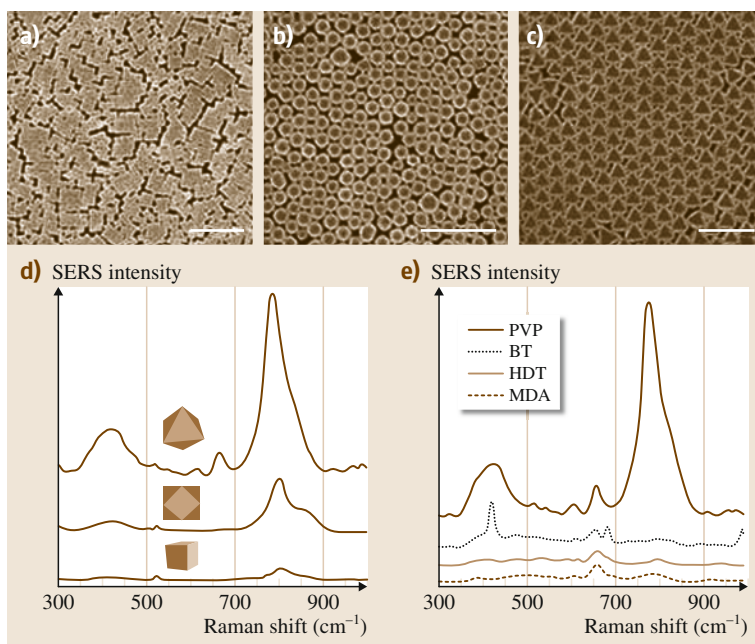 a)
b)
c)
d) SERS intensity
300 500 700 900
Raman shift (cm⁻¹)
e) SERS intensity
PVP
BT
HDT
MDA
300 500 700 900
Raman shift (cm⁻¹)